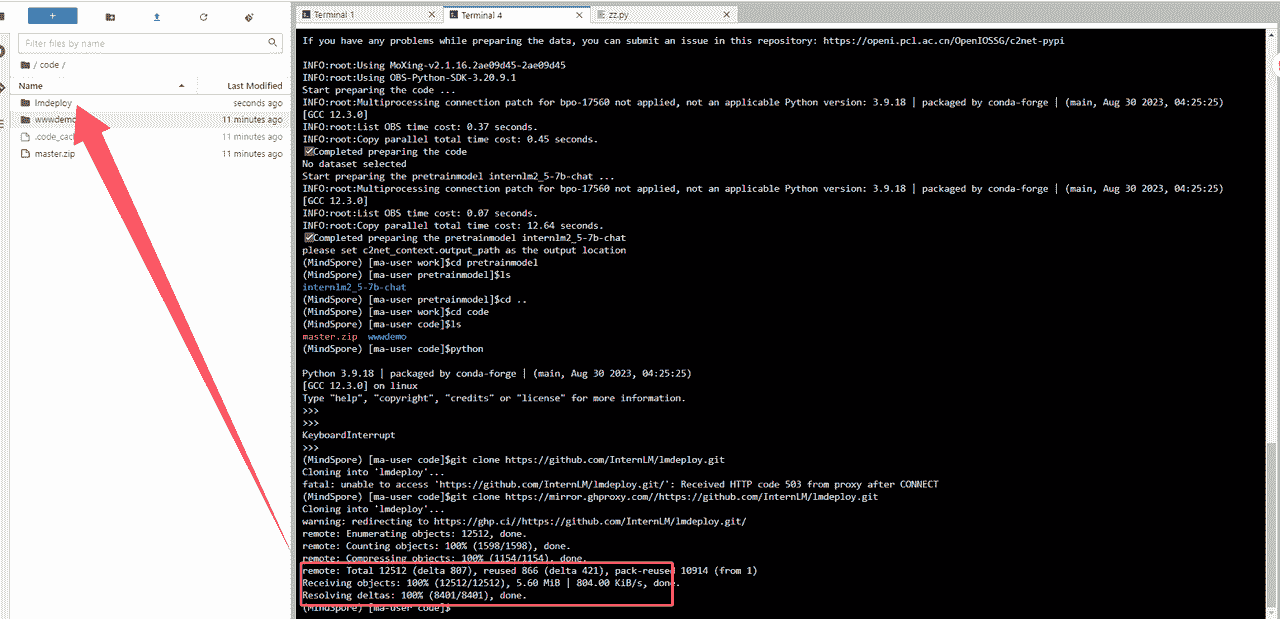 +
Filter files by name
/ code /
Name
Last Modified
lmdeploy
seconds ago
wwwdemo
11 minutes ago
.code_cac
11 minutes ago
master.zip
11 minutes ago
Terminal 1
Terminal 4
zz.py
If you have any problems while preparing the data, you can submit an issue in this repository: https://openi.pcl.ac.cn/OpenIOSSG/c2net-pypi
INFO:root:Using MoXing-v2.1.16.2ae09d45-2ae09d45
INFO:root:Using OBS-Python-SDK-3.20.9.1
Start preparing the code ...
INFO:root:Multiprocessing connection patch for bpo-17560 not applied, not an applicable Python version: 3.9.18 | packaged by conda-forge | (main, Aug 30 2023, 04:25:25)
[GCC 12.3.0]
INFO:root:List OBS time cost: 0.37 seconds.
INFO:root:Copy parallel total time cost: 0.45 seconds.
☑Completed preparing the code
No dataset selected
Start preparing the pretrainmodel internlm2_5-7b-chat ...
INFO:root:Multiprocessing connection patch for bpo-17560 not applied, not an applicable Python version: 3.9.18 | packaged by conda-forge | (main, Aug 30 2023, 04:25:25)
[GCC 12.3.0]
INFO:root:List OBS time cost: 0.07 seconds.
INFO:root:Copy parallel total time cost: 12.64 seconds.
☑Completed preparing the pretrainmodel internlm2_5-7b-chat
please set c2net_context.output_path as the output location
(MindSpore) [ma-user work]$cd pretrainmodel
(MindSpore) [ma-user pretrainmodel]$ls
internlm2_5-7b-chat
(MindSpore) [ma-user pretrainmodel]$cd ..
(MindSpore) [ma-user work]$cd code
(MindSpore) [ma-user code]$ls
master.zip  wwwdemo
(MindSpore) [ma-user code]$python
Python 3.9.18 | packaged by conda-forge | (main, Aug 30 2023, 04:25:25)
[GCC 12.3.0] on linux
Type "help", "copyright", "credits" or "license" for more information.
>>>
>>>
KeyboardInterrupt
>>>
(MindSpore) [ma-user code]$git clone https://github.com/InternLM/lmdeploy.git
Cloning into 'lmdeploy'...
fatal: unable to access 'https://github.com/InternLM/lmdeploy.git/': Received HTTP code 503 from proxy after CONNECT
(MindSpore) [ma-user code]$git clone https://mirror.ghproxy.com//https://github.com/InternLM/lmdeploy.git
Cloning into 'lmdeploy'...
warning: redirecting to https://ghp.ci//https://github.com/InternLM/lmdeploy.git/
remote: Enumerating objects: 12512, done.
remote: Counting objects: 100% (1598/1598), done.
remote: Compressing objects: 100% (1154/1154), done.
remote: Total 12512 (delta 807), reused 866 (delta 421), pack-reused 10914 (from 1)
Receiving objects: 100% (12512/12512), 5.60 MiB | 804.00 KiB/s, done.
Resolving deltas: 100% (8401/8401), done.
(MindSpore) [ma-user code]$